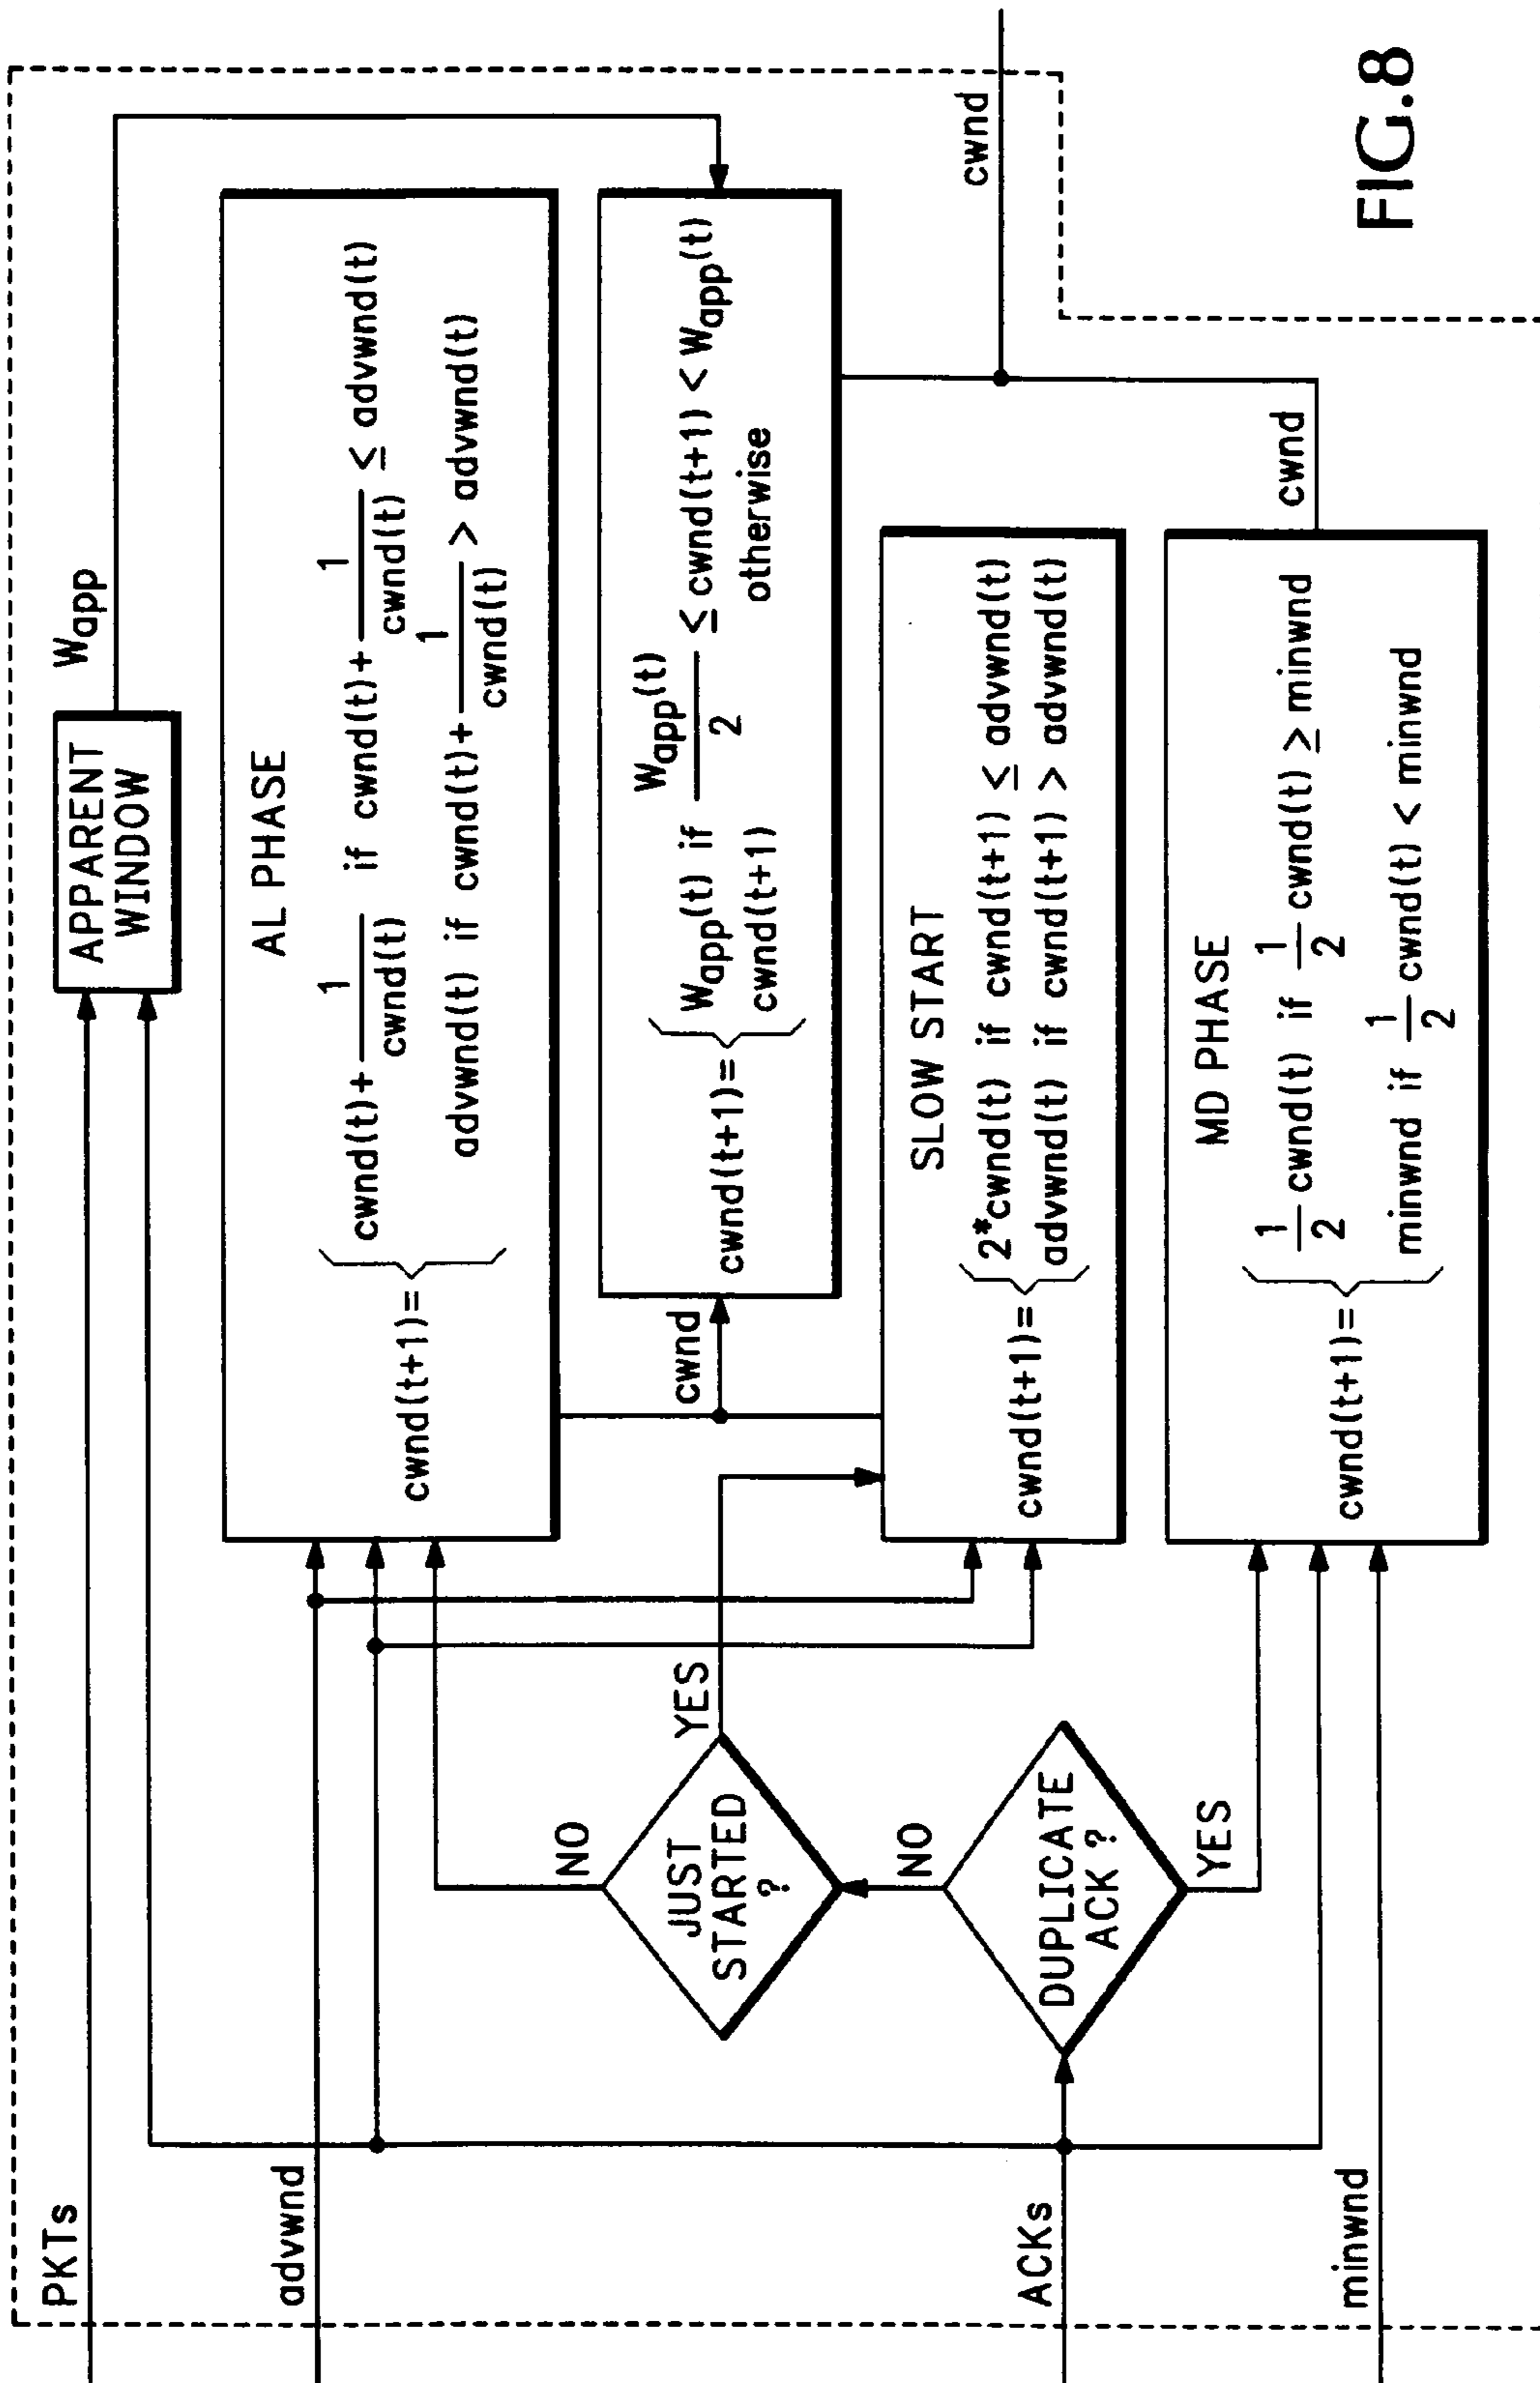 PKTs
advwnd
ACKs
minwnd
APPARENT
WINDOW
Wapp
AL PHASE
cwnd(t+1)= { cwnd(t)+ 1/cwnd(t) if cwnd(t)+ 1/cwnd(t) ≤ advwnd(t)
advwnd(t) if cwnd(t)+ 1/cwnd(t) > advwnd(t)
cwnd
cwnd(t+1)= { Wapp(t) if Wapp(t)/2 ≤ cwnd(t+1) < Wapp(t)
cwnd(t+1) otherwise
JUST
STARTED
?
NO
YES
DUPLICATE
ACK ?
NO
YES
SLOW START
cwnd(t+1)= { 2*cwnd(t) if cwnd(t+1) ≤ advwnd(t)
advwnd(t) if cwnd(t+1) > advwnd(t)
MD PHASE
cwnd(t+1)= { 1/2 cwnd(t) if 1/2 cwnd(t) ≥ minwnd
minwnd if 1/2 cwnd(t) < minwnd
cwnd
cwnd
FIG.8